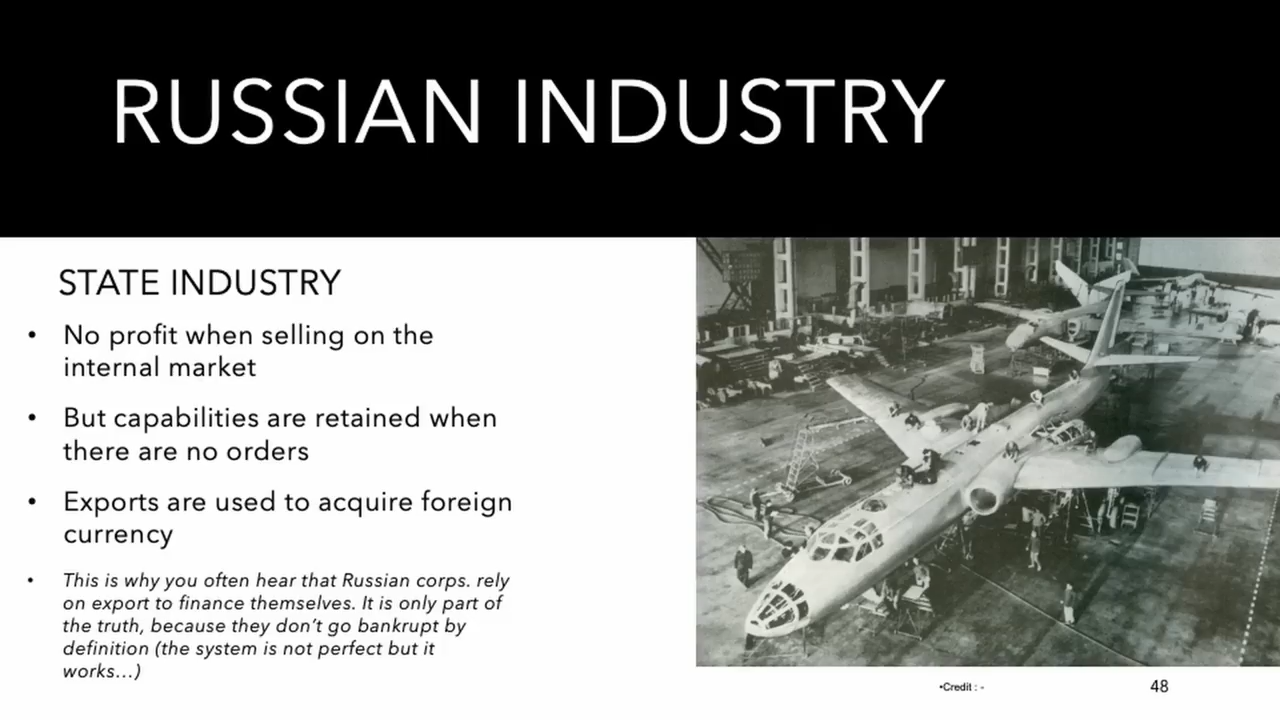 RUSSIAN INDUSTRY
STATE INDUSTRY
• No profit when selling on the
internal market
• But capabilities are retained when
there are no orders
• Exports are used to acquire foreign
currency
• This is why you often hear that Russian corps. rely
on export to finance themselves. It is only part of
the truth, because they don't go bankrupt by
definition (the system is not perfect but it
works...)
•Credit : -
48